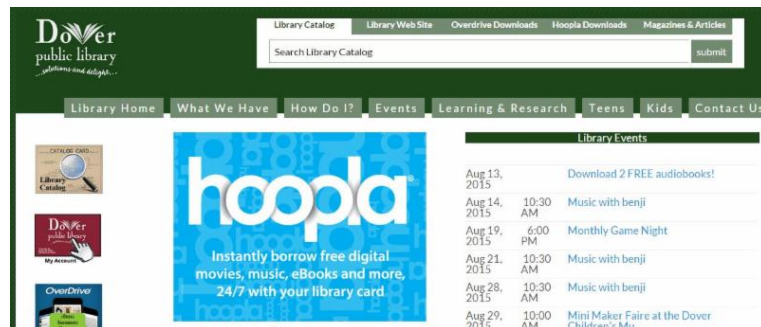 Dover
public library
...solutions and delight...
Library Catalog Library Web Site Overdrive Downloads Hoopla Downloads Magazines & Articles
Search Library Catalog submit
Library Home What We Have How Do I? Events Learning & Research Teens Kids Contact Us
CATALOG CARD
Library
Catalog
Dover
public library
My Account
OverDrive
hoopla
Instantly borrow free digital
movies, music, eBooks and more,
24/7 with your library card
Library Events
Aug 13, Download 2 FREE audiobooks!
2015
Aug 14, 10:30 Music with benji
2015 AM
Aug 19, 6:00 Monthly Game Night
2015 PM
Aug 21, 10:30 Music with benji
2015 AM
Aug 28, 10:30 Music with benji
2015 AM
Aug 29, 10:00 Mini Maker Faire at the Dover
2015 AM Children's Mu